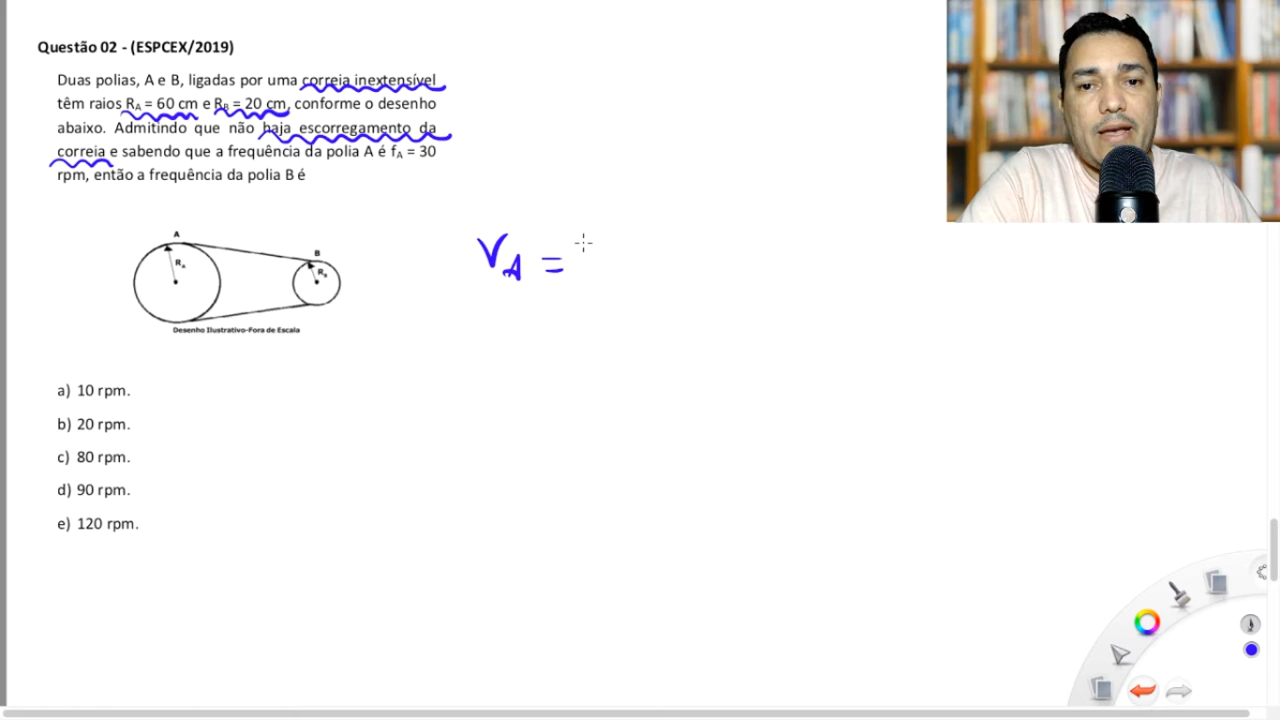 Questão 02 - (ESPCEX/2019)
Duas polias, A e B, ligadas por uma correia inextensível
têm raios RA = 60 cm e RB = 20 cm, conforme o desenho
abaixo. Admitindo que não haja escorregamento da
correia e sabendo que a frequência da polia A é fA = 30
rpm, então a frequência da polia B é
A
B
RA
RB
VA =
Desenho Ilustrativo-Fora de Escala
a) 10 rpm.
b) 20 rpm.
c) 80 rpm.
d) 90 rpm.
e) 120 rpm.